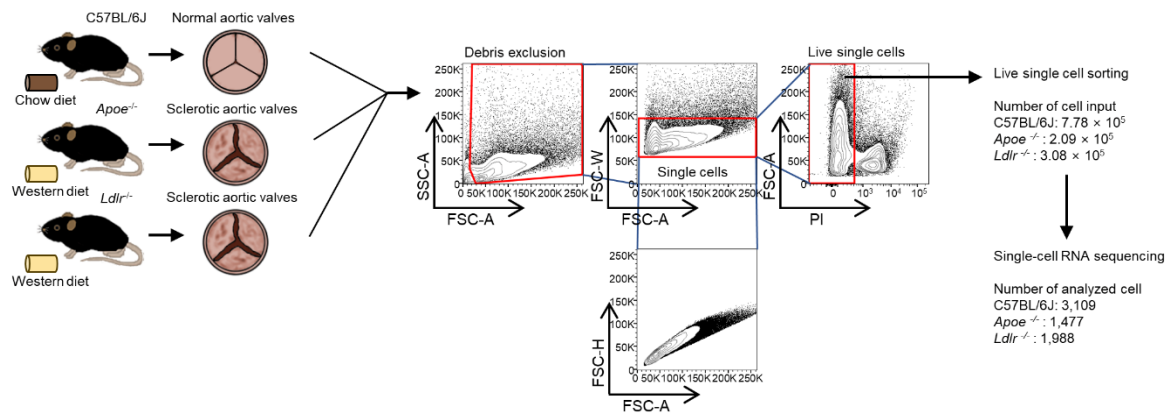 C57BL/6J
Normal aortic valves
Chow diet
Apoe-/-
Sclerotic aortic valves
Western diet
Ldlr-/-
Sclerotic aortic valves
Western diet
Debris exclusion
250K
200K
150K
100K
50K
0
SSC-A
0 50K 100K 150K 200K 250K
FSC-A
250K
200K
150K
100K
50K
0
FSC-W
Single cells
0 50K 100K 150K 200K 250K
FSC-A
250K
200K
150K
100K
50K
0
FSC-H
0 50K 100K 150K 200K 250K
FSC-A
Live single cells
250K
200K
150K
100K
50K
0
FSC-A
0 10³ 10⁴ 10⁵
PI
Live single cell sorting
Number of cell input
C57BL/6J: 7.78 × 10⁵
Apoe -/- : 2.09 × 10⁵
Ldlr -/- : 3.08 × 10⁵
Single-cell RNA sequencing
Number of analyzed cell
C57BL/6J: 3,109
Apoe -/- : 1,477
Ldlr -/- : 1,988